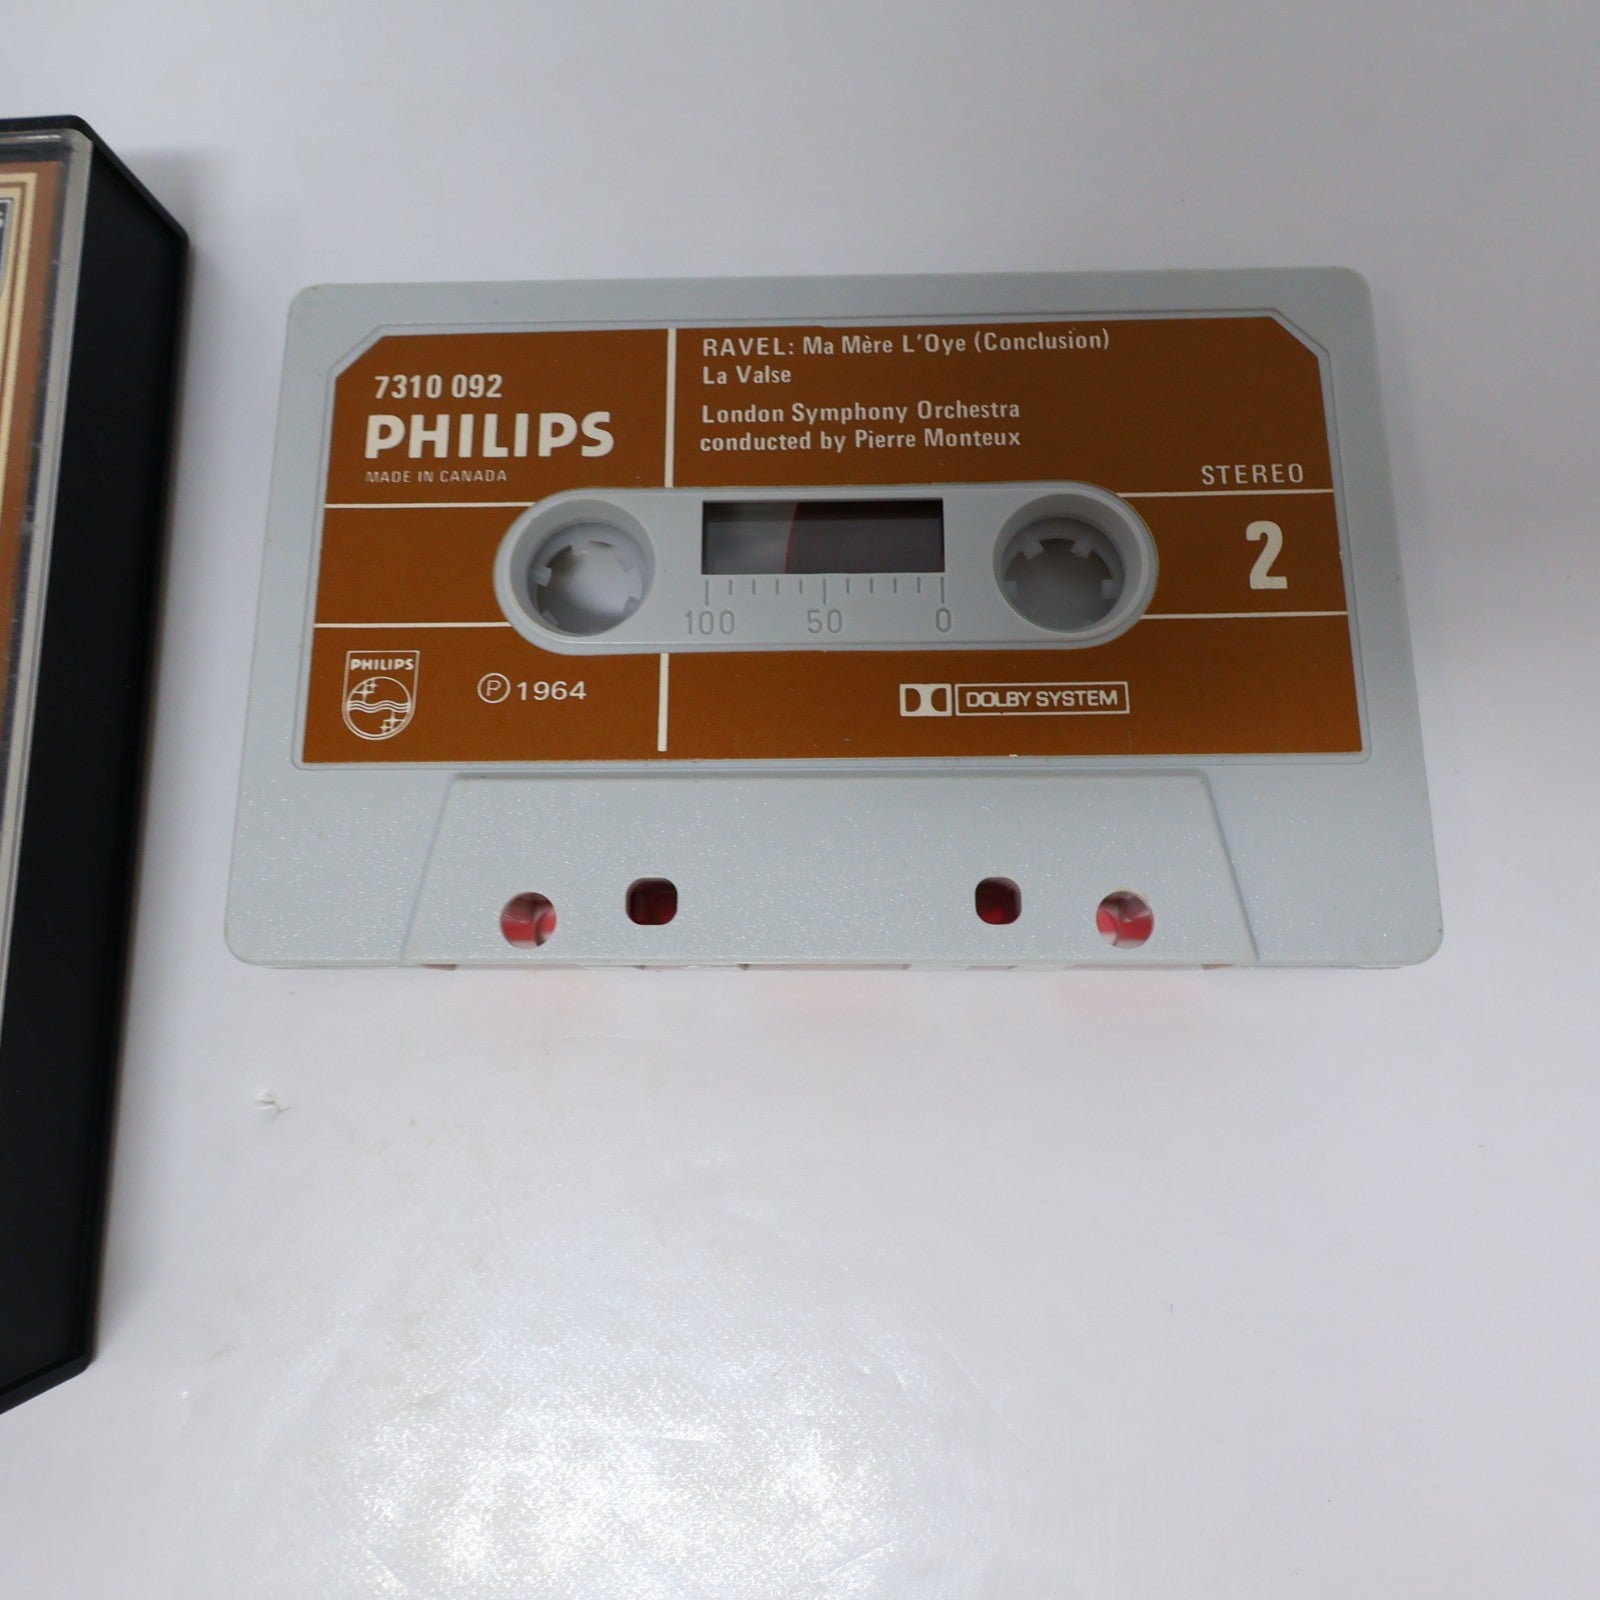 7310 092
PHILIPS
MADE IN CANADA
RAVEL: Ma Mère L'Oye (Conclusion)
La Valse
London Symphony Orchestra
conducted by Pierre Monteux
STEREO
2
100 50 0
PHILIPS
Ⓟ 1964
DOLBY SYSTEM